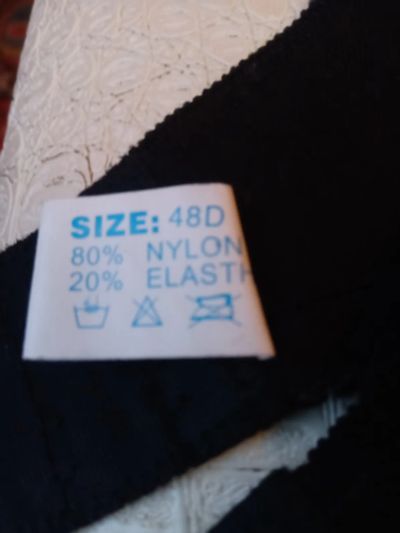 SIZE: 48D
80% NYLON
20% ELASTH